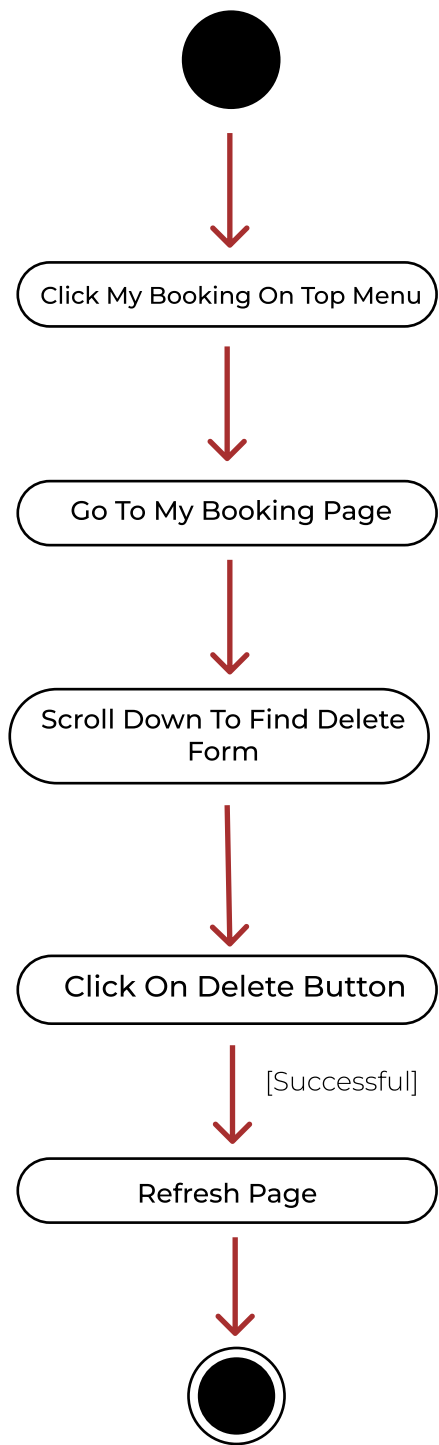 Click My Booking On Top Menu
Go To My Booking Page
Scroll Down To Find Delete
Form
Click On Delete Button
[Successful]
Refresh Page